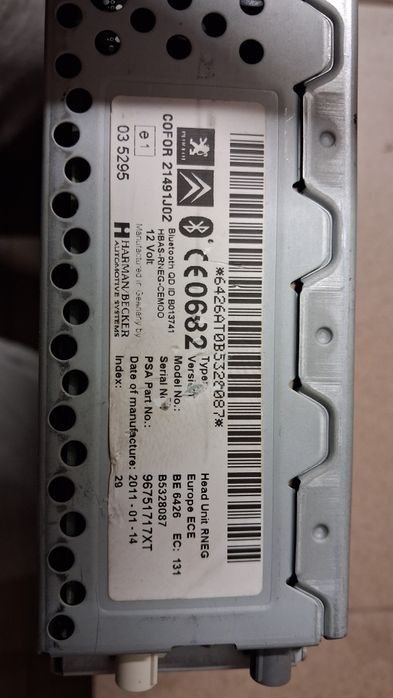 *6426AT0B5328087*
PEUGEOT
CE0682
Type: Head Unit RNEG
Version: Europe ECE
Model No.: BE 6426 EC: 131
Serial No.: B5328087
PSA Part No.: 96751717XT
Date of manufacture: 2011 - 01 - 14
Index: 29
COFOR 21491J02
e1
03 5295
Bluetooth QD ID B013741
HBAS-RNEG-CEMOO
12 Volt
Manufactured in Germany by
HARMAN/BECKER
AUTOMOTIVE SYSTEMS